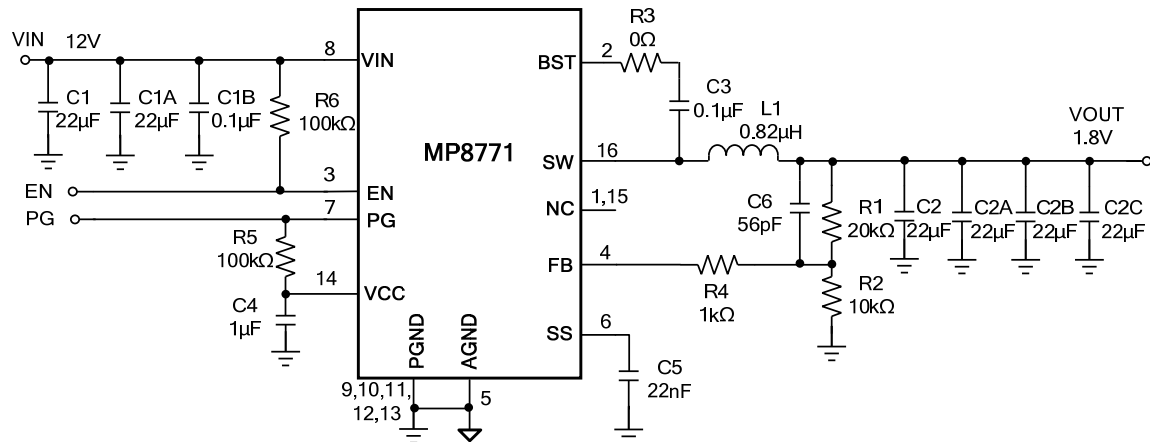 VIN 12V
8
VIN
C1
22µF
C1A
22µF
C1B
0.1µF
R6
100kΩ
EN
3
EN
PG
7
PG
R5
100kΩ
14
VCC
C4
1µF
MP8771
PGND
AGND
9,10,11,
12,13
5
BST
2
R3
0Ω
C3
0.1µF
L1
0.82µH
SW
16
NC
1,15
C6
56pF
R1
20kΩ
FB
4
R4
1kΩ
R2
10kΩ
SS
6
C5
22nF
C2
22µF
C2A
22µF
C2B
22µF
C2C
22µF
VOUT
1.8V